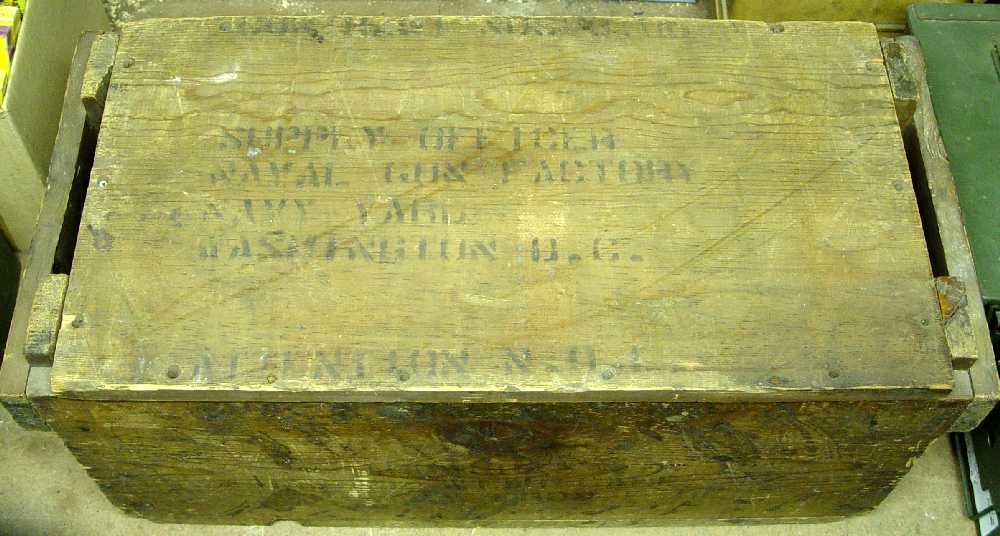 SUPPLY OFFICER
NAVAL GUN FACTORY
NAVY YARD
WASHINGTON D.C.
ATTENTION N.O.L.